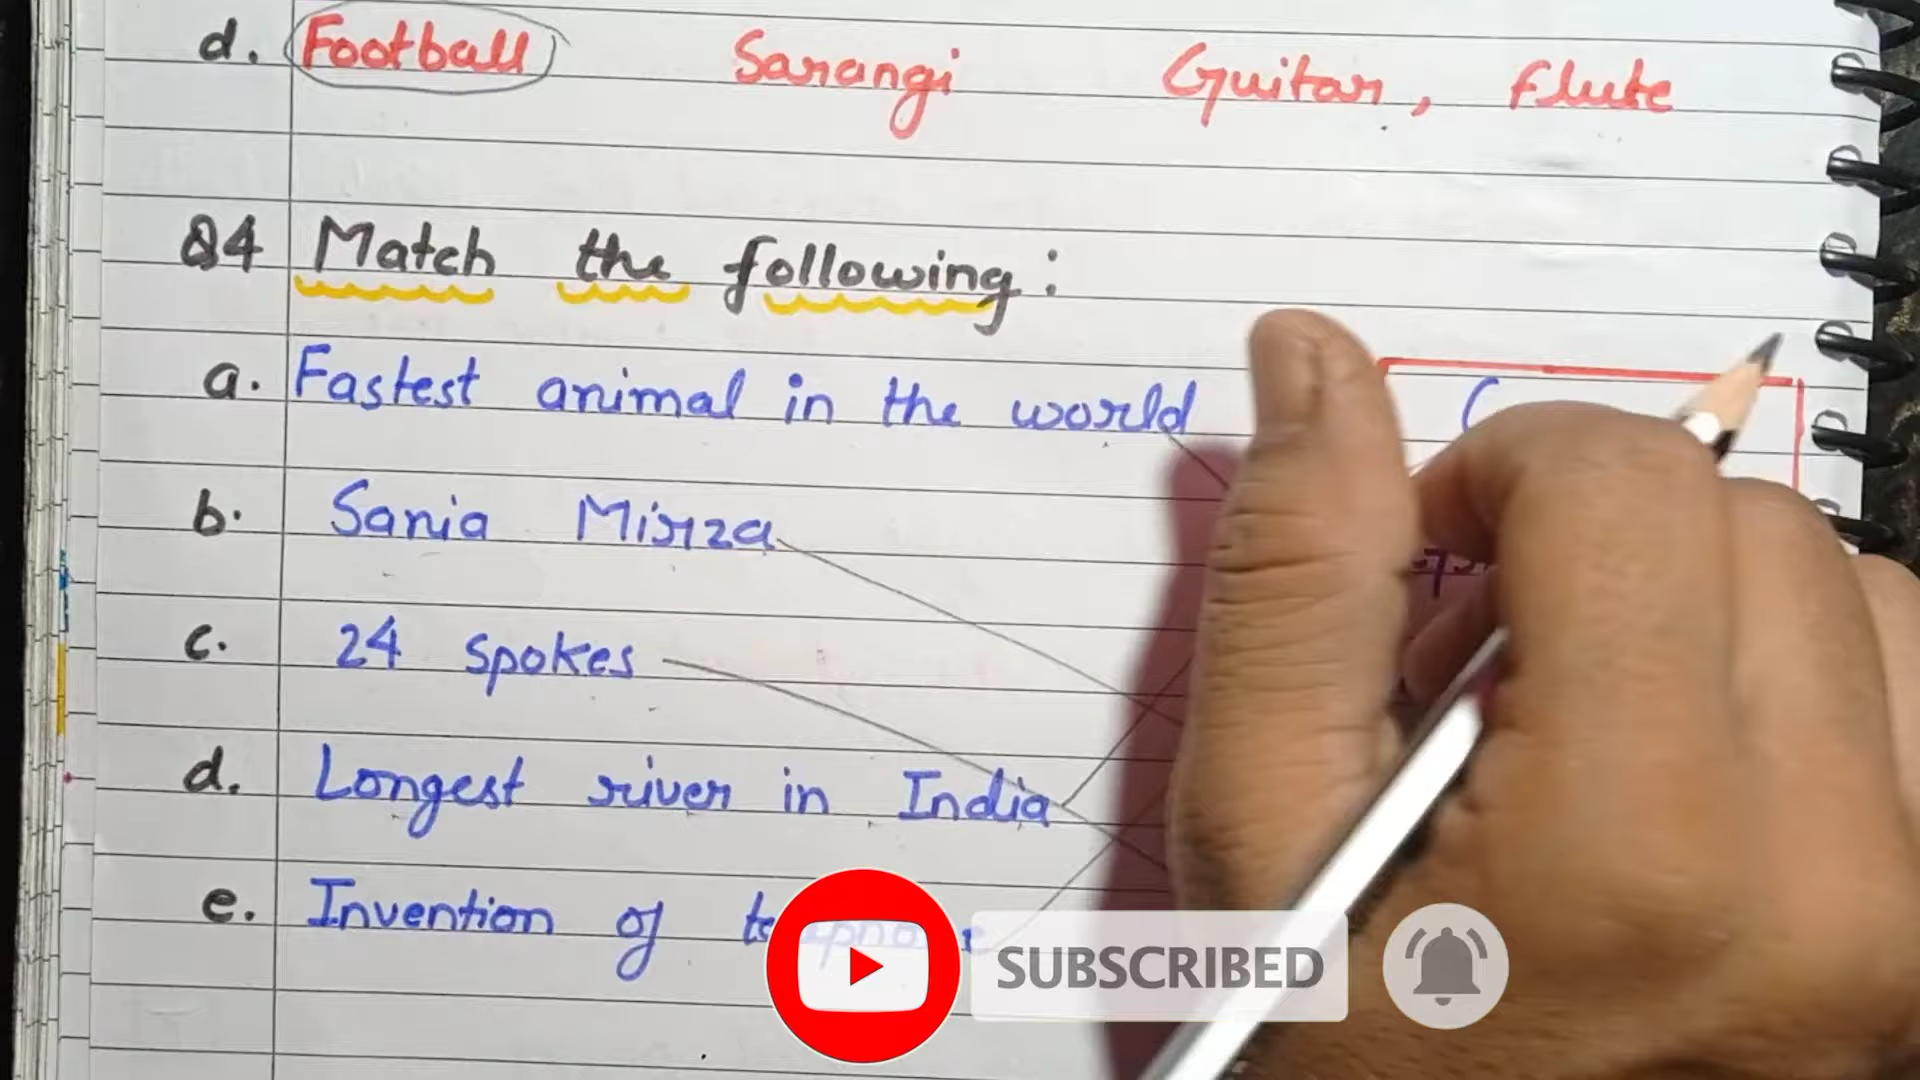 d. Football Sarangi Guitar, Flute
Q4 Match the following:
a. Fastest animal in the world
b. Sania Mirza
c. 24 Spokes
d. Longest river in India
e. Invention of
SUBSCRIBED